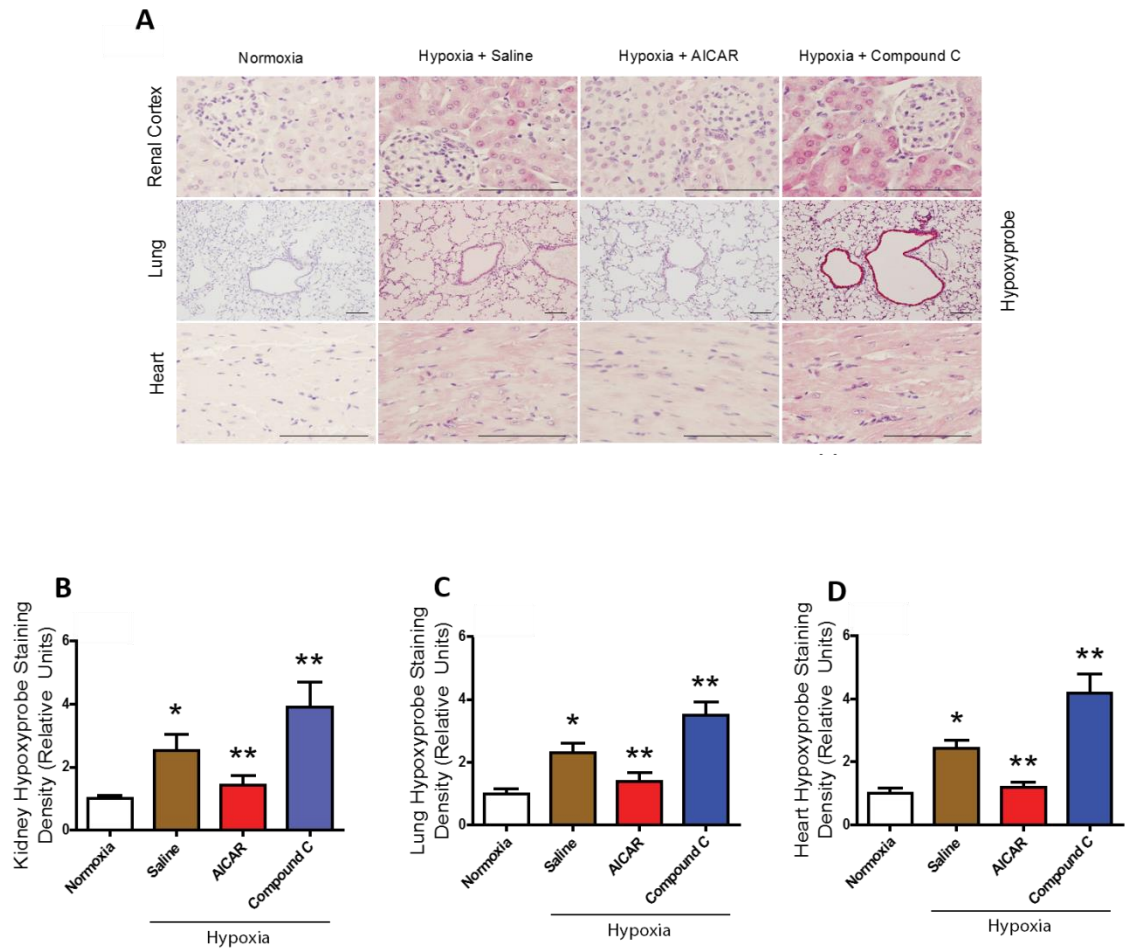 A
Normoxia
Hypoxia + Saline
Hypoxia + AICAR
Hypoxia + Compound C
Renal Cortex
Lung
Heart
Hypoxyprobe
B
Kidney Hypoxyprobe Staining
Density (Relative Units)
6
4
2
0
*
**
**
Normoxia
Saline
AICAR
Compound C
Hypoxia
C
Lung Hypoxyprobe Staining
Density (Relative Units)
6
4
2
0
*
**
**
Normoxia
Saline
AICAR
Compound C
Hypoxia
D
Heart Hypoxyprobe Staining
Density (Relative Units)
6
4
2
0
*
**
**
Normoxia
Saline
AICAR
Compound C
Hypoxia